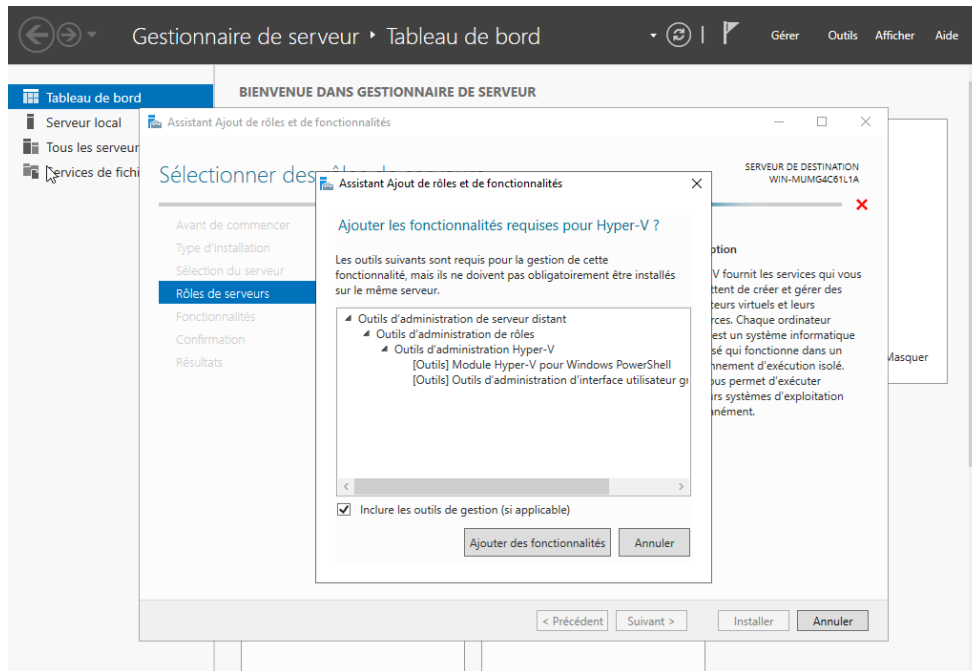 Gestionnaire de serveur ‣ Tableau de bord
Gérer Outils Afficher Aide
Tableau de bord
Serveur local
Tous les serveur
Services de fichi
BIENVENUE DANS GESTIONNAIRE DE SERVEUR
Assistant Ajout de rôles et de fonctionnalités
Sélectionner des
SERVEUR DE DESTINATION
WIN-MUMG4C61L1A
Avant de commencer
Type d'installation
Sélection du serveur
Rôles de serveurs
Fonctionnalités
Confirmation
Résultats
Assistant Ajout de rôles et de fonctionnalités
Ajouter les fonctionnalités requises pour Hyper-V ?
Les outils suivants sont requis pour la gestion de cette
fonctionnalité, mais ils ne doivent pas obligatoirement être installés
sur le même serveur.
Outils d'administration de serveur distant
Outils d'administration de rôles
Outils d'administration Hyper-V
[Outils] Module Hyper-V pour Windows PowerShell
[Outils] Outils d'administration d'interface utilisateur gr
Inclure les outils de gestion (si applicable)
Ajouter des fonctionnalités
Annuler
ption
V fournit les services qui vous
ttent de créer et gérer des
teurs virtuels et leurs
rces. Chaque ordinateur
est un système informatique
sé qui fonctionne dans un
nnement d'exécution isolé.
ous permet d'exécuter
urs systèmes d'exploitation
anément.
Masquer
< Précédent
Suivant >
Installer
Annuler